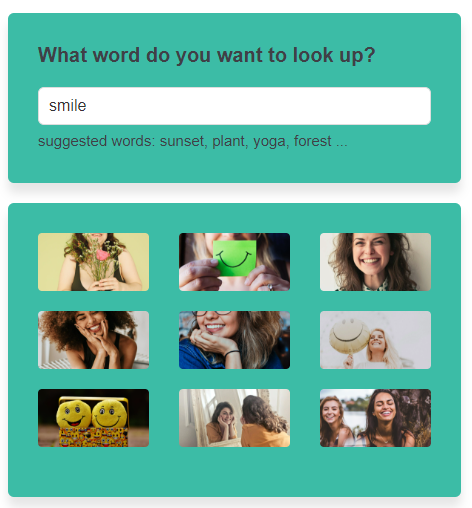 What word do you want to look up?
smile
suggested words: sunset, plant, yoga, forest ...